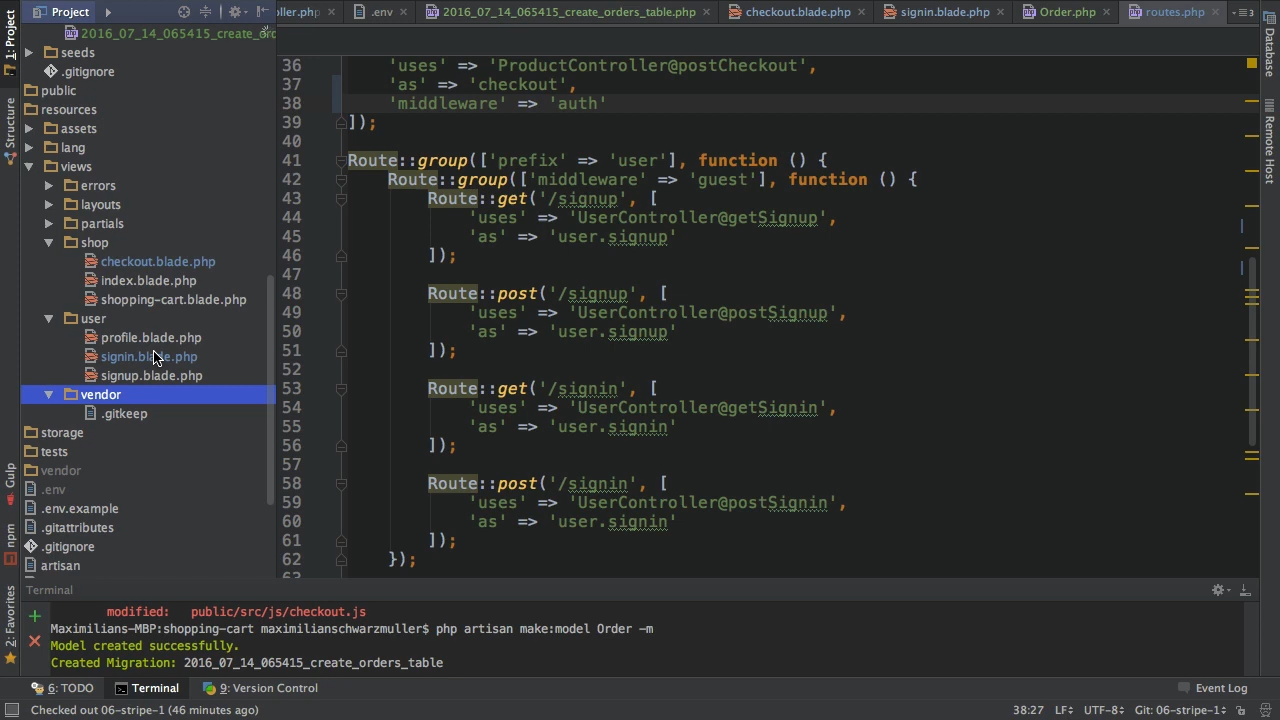 Project
oller.php
.env
2016_07_14_065415_create_orders_table.php
checkout.blade.php
signin.blade.php
Order.php
routes.php
1: Project
Structure
Gulp
npm
2: Favorites
Database
Remote Host
2016_07_14_065415_create_orc
seeds
.gitignore
public
resources
assets
lang
views
errors
layouts
partials
shop
checkout.blade.php
index.blade.php
shopping-cart.blade.php
user
profile.blade.php
signin.blade.php
signup.blade.php
vendor
.gitkeep
storage
tests
vendor
.env
.env.example
.gitattributes
.gitignore
artisan
36 'uses' => 'ProductController@postCheckout',
37 'as' => 'checkout',
38 'middleware' => 'auth'
39 ]);
40
41 Route::group(['prefix' => 'user'], function () {
42 Route::group(['middleware' => 'guest'], function () {
43 Route::get('/signup', [
44 'uses' => 'UserController@getSignup',
45 'as' => 'user.signup'
46 ]);
47
48 Route::post('/signup', [
49 'uses' => 'UserController@postSignup',
50 'as' => 'user.signup'
51 ]);
52
53 Route::get('/signin', [
54 'uses' => 'UserController@getSignin',
55 'as' => 'user.signin'
56 ]);
57
58 Route::post('/signin', [
59 'uses' => 'UserController@postSignin',
60 'as' => 'user.signin'
61 ]);
62 });
63
Terminal
modified: public/src/js/checkout.js
Maximilians-MBP:shopping-cart maximilianschwarzmuller$ php artisan make:model Order -m
Model created successfully.
Created Migration: 2016_07_14_065415_create_orders_table
6: TODO
Terminal
9: Version Control
Event Log
Checked out 06-stripe-1 (46 minutes ago)
38:27 LF UTF-8 Git: 06-stripe-1